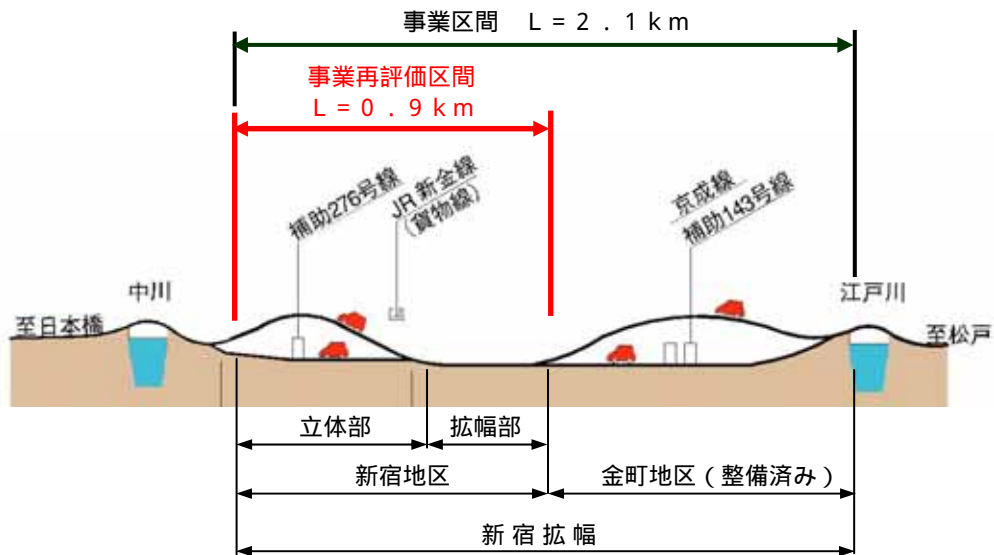 事業区間 L=2.1km
事業再評価区間
L=0.9km
補助276号線
JR新金線
(貨物線)
京成線
補助143号線
中川
江戸川
至日本橋
至松戸
立体部
拡幅部
新宿地区
金町地区(整備済み)
新宿拡幅